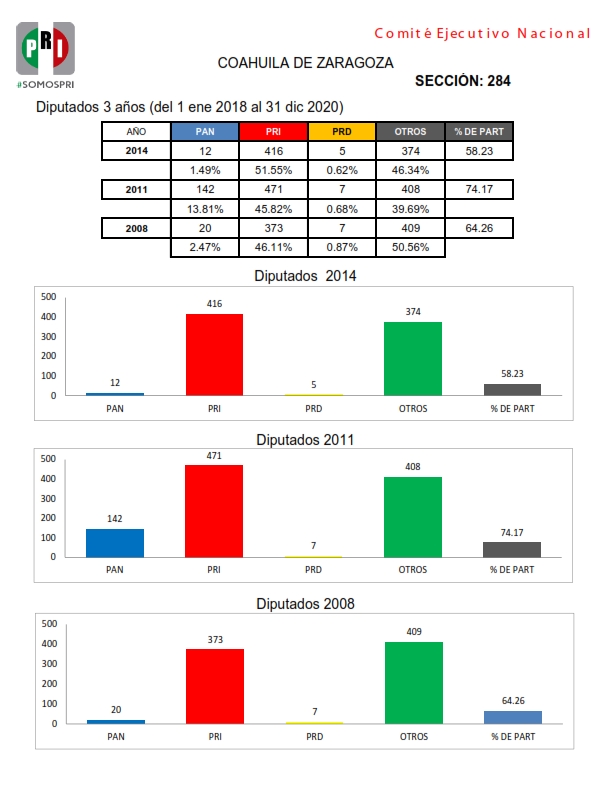 Comité Ejecutivo Nacional
PRI
#SOMOSPRI
COAHUILA DE ZARAGOZA
SECCIÓN: 284
Diputados 3 años (del 1 ene 2018 al 31 dic 2020)
AÑO PAN PRI PRD OTROS % DE PART
2014 12 416 5 374 58.23
1.49% 51.55% 0.62% 46.34%
2011 142 471 7 408 74.17
13.81% 45.82% 0.68% 39.69%
2008 20 373 7 409 64.26
2.47% 46.11% 0.87% 50.56%
Diputados 2014
500
400
300
200
100
0
12 416 5 374 58.23
PAN PRI PRD OTROS % DE PART
Diputados 2011
500
400
300
200
100
0
142 471 7 408 74.17
PAN PRI PRD OTROS % DE PART
Diputados 2008
500
400
300
200
100
0
20 373 7 409 64.26
PAN PRI PRD OTROS % DE PART